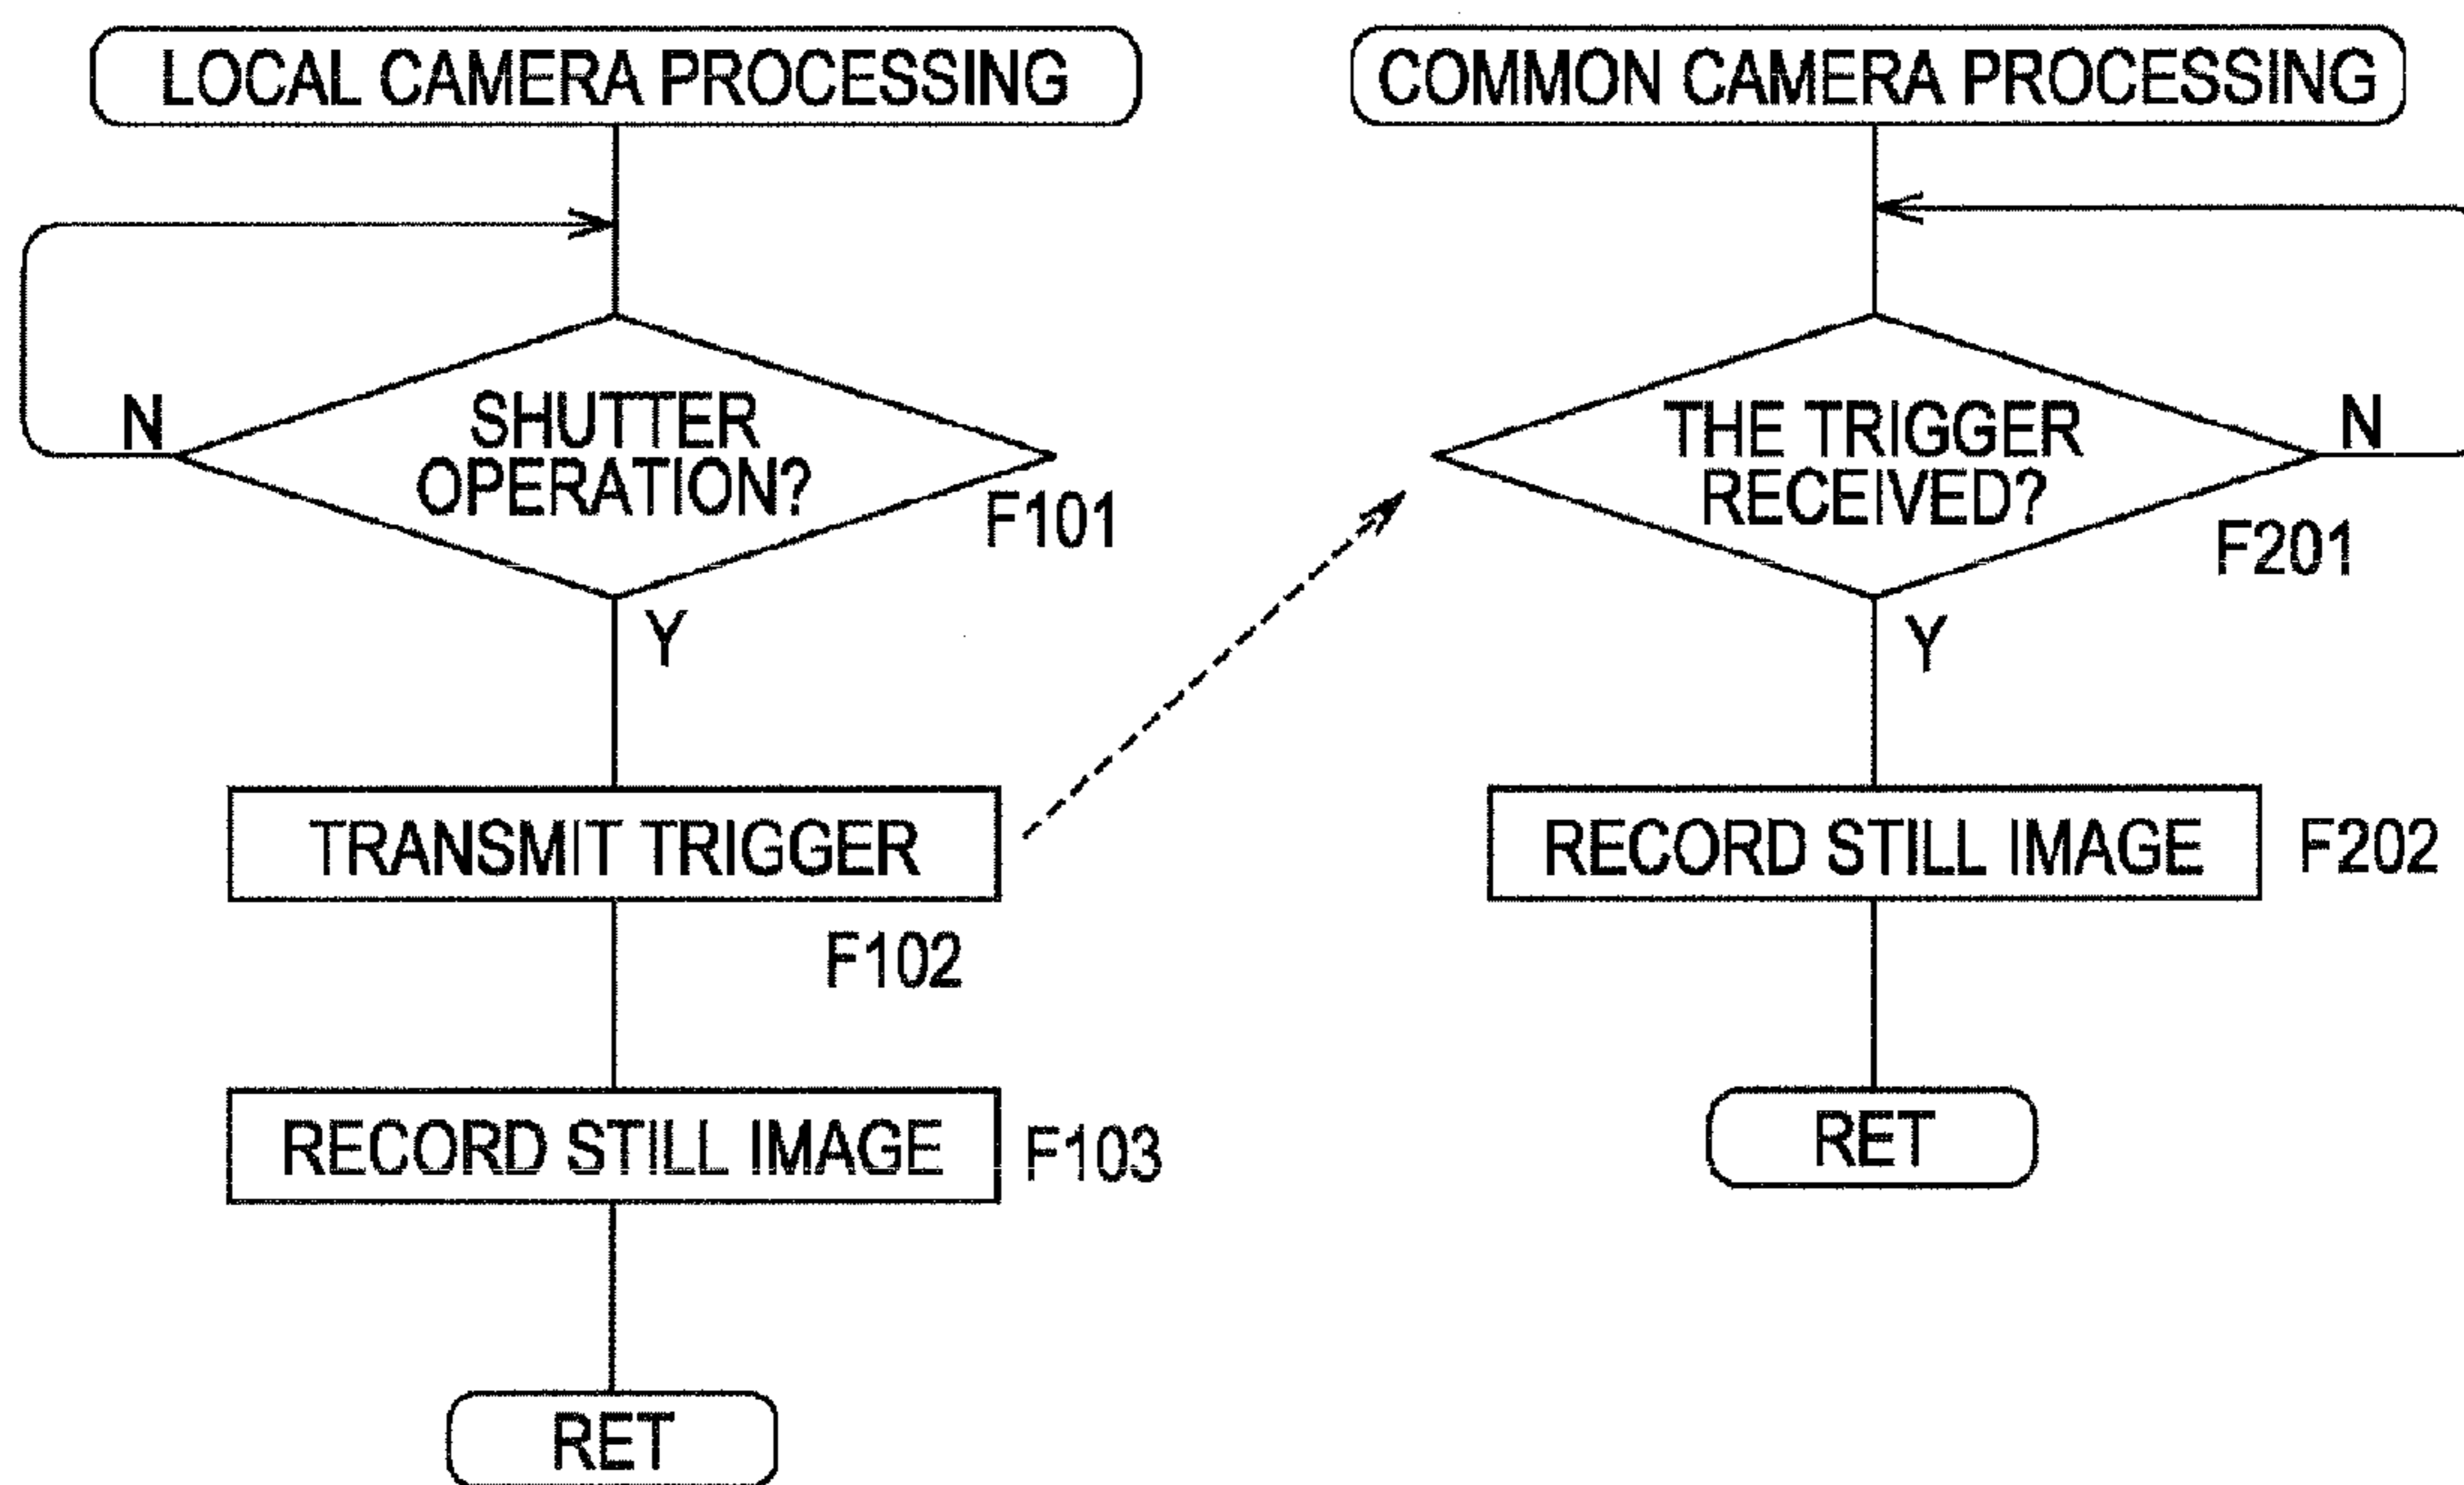 LOCAL CAMERA PROCESSING
N
SHUTTER
OPERATION?
F101
Y
TRANSMIT TRIGGER
F102
RECORD STILL IMAGE
F103
RET
COMMON CAMERA PROCESSING
THE TRIGGER
RECEIVED?
N
F201
Y
RECORD STILL IMAGE
F202
RET